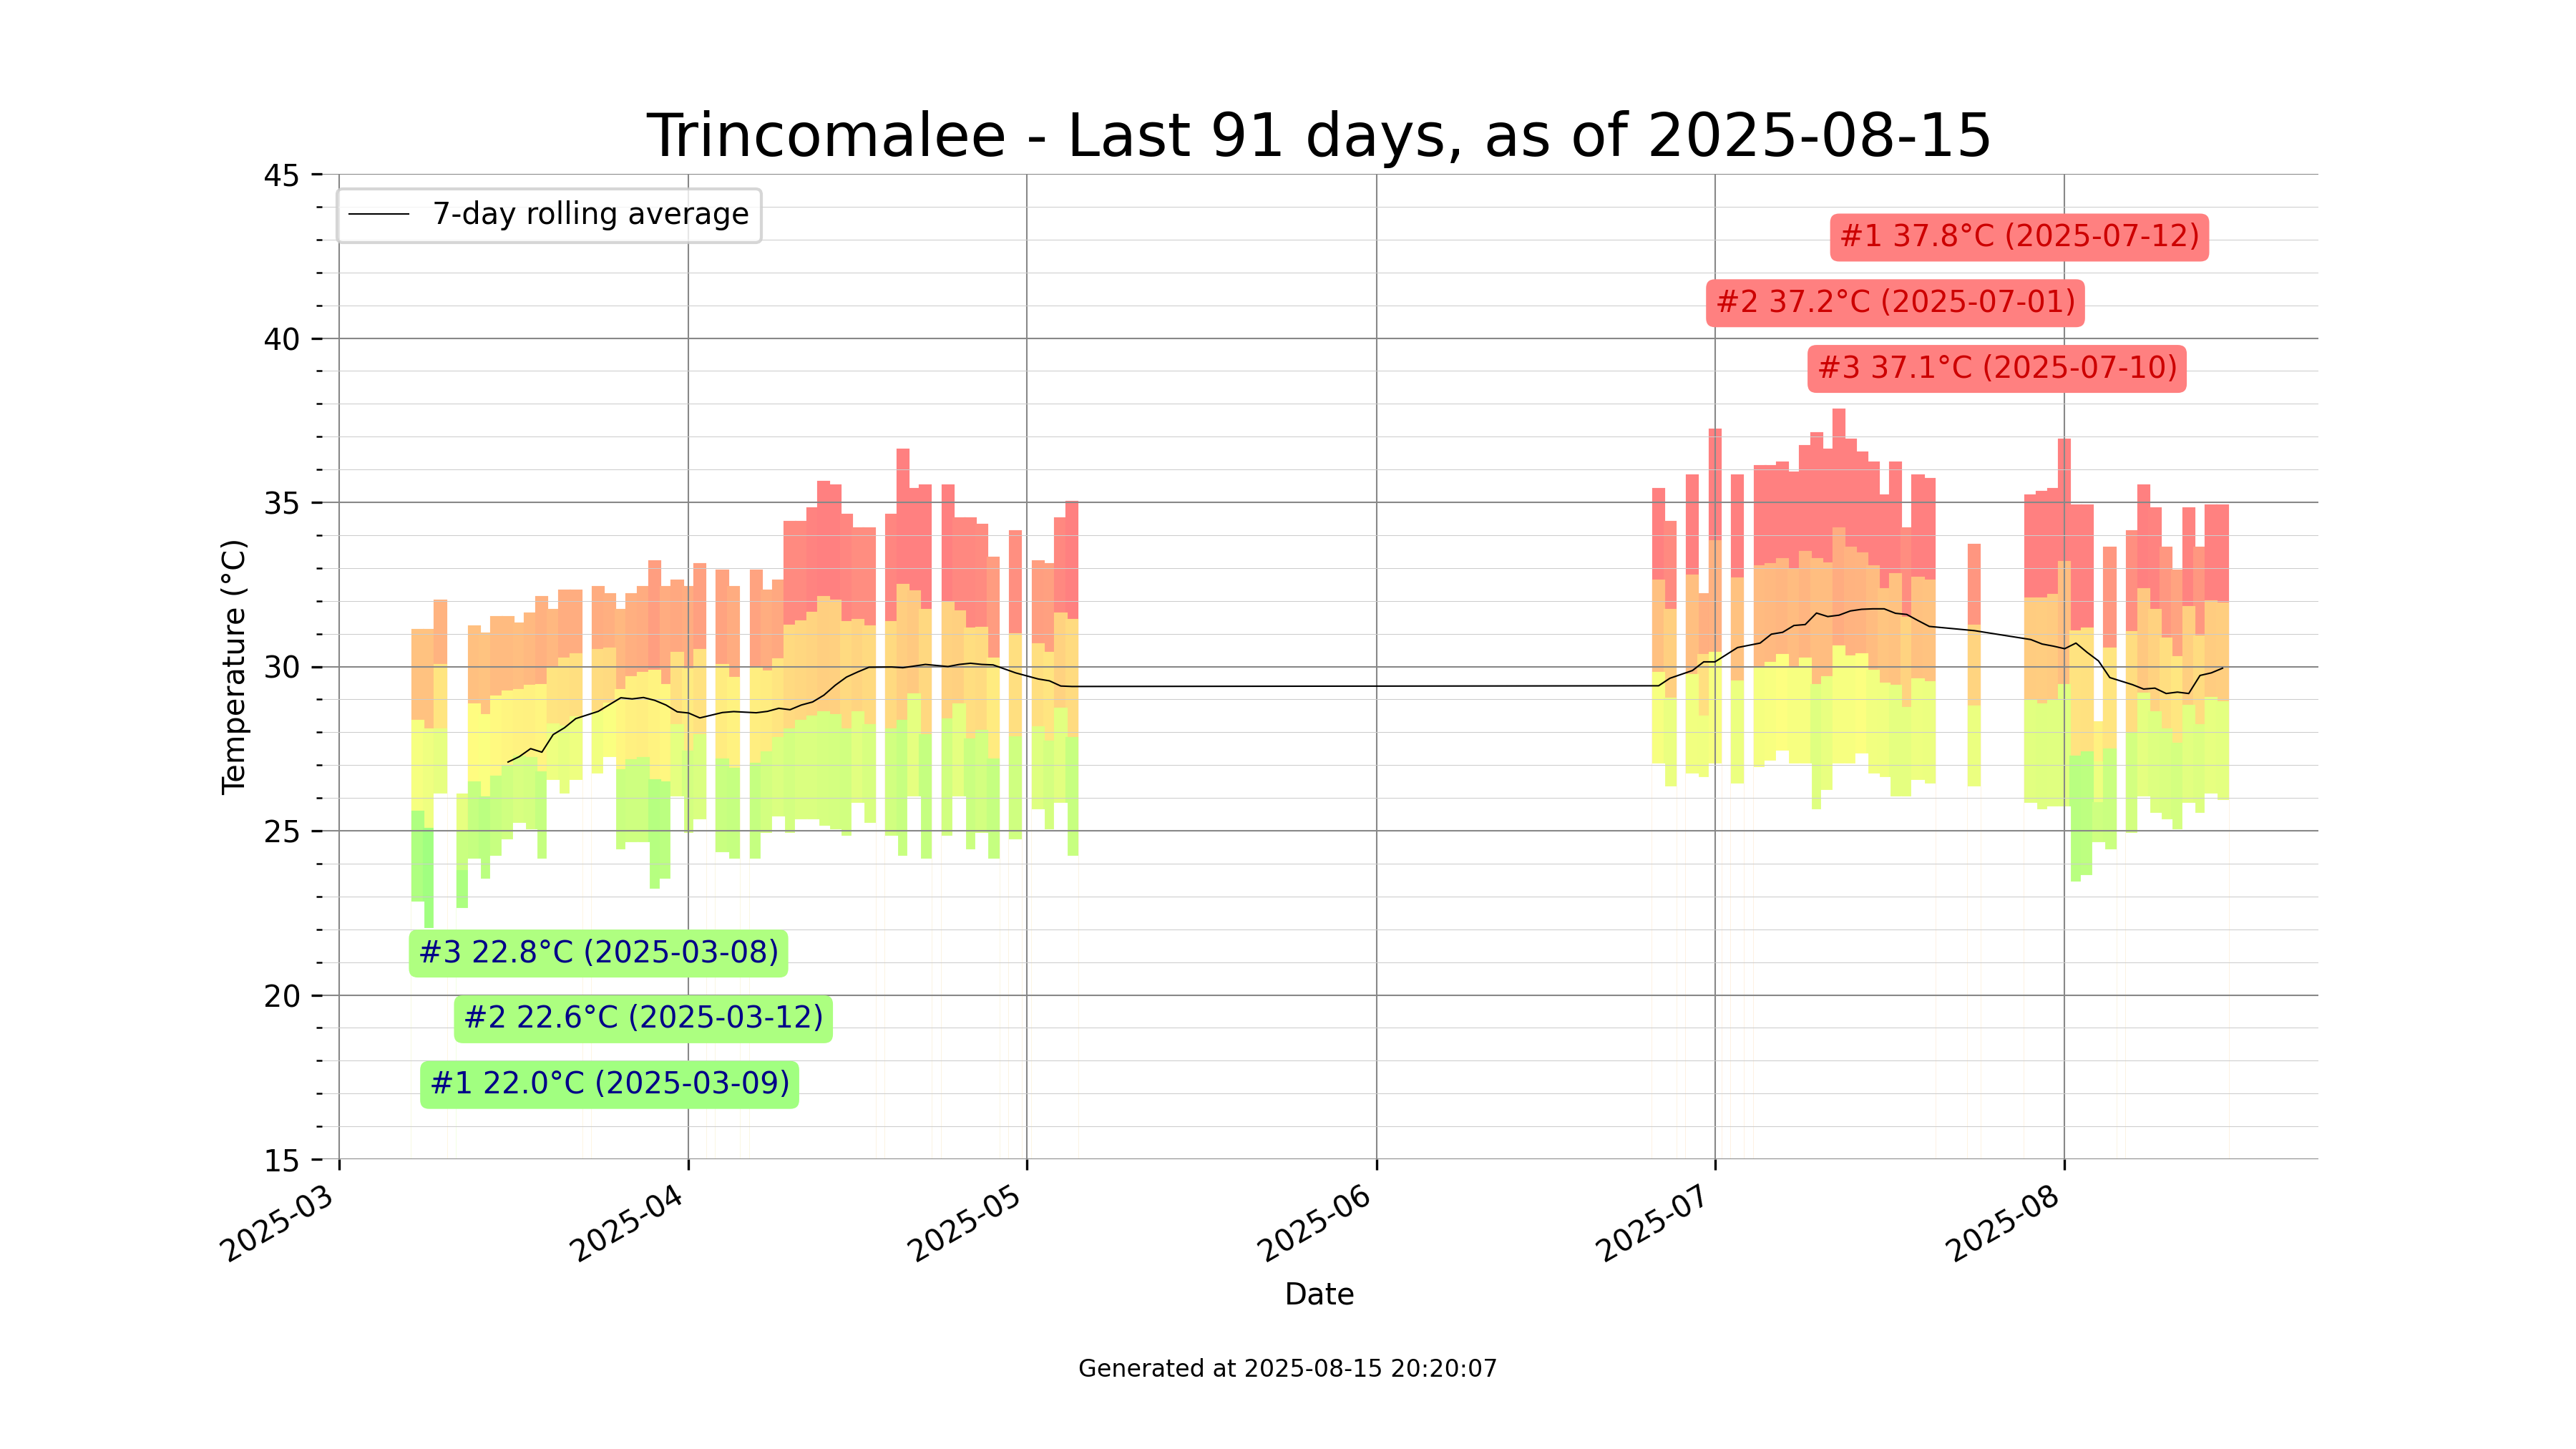 Trincomalee - Last 91 days, as of 2025-08-15
7-day rolling average
#1 37.8°C (2025-07-12)
#2 37.2°C (2025-07-01)
#3 37.1°C (2025-07-10)
#3 22.8°C (2025-03-08)
#2 22.6°C (2025-03-12)
#1 22.0°C (2025-03-09)
Temperature (°C)
45
40
35
30
25
20
15
2025-03
2025-04
2025-05
2025-06
2025-07
2025-08
Date
Generated at 2025-08-15 20:20:07